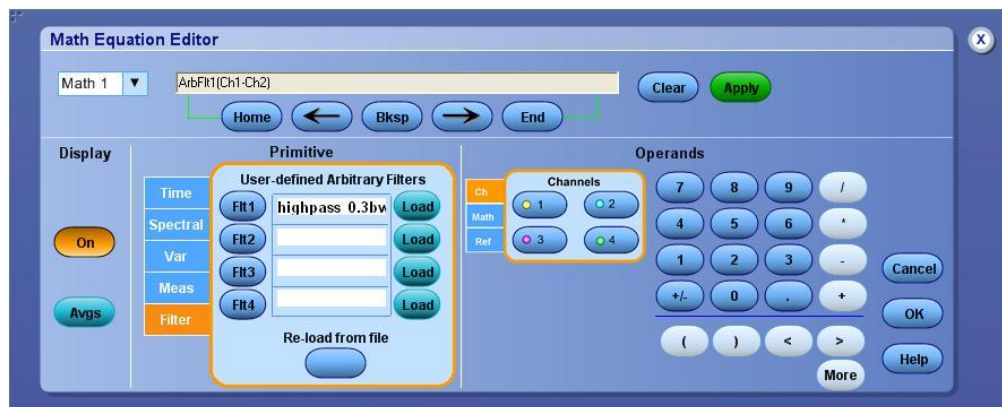 Math Equation Editor
X
Math 1
ArbFlt1(Ch1-Ch2)
Clear
Apply
Home
Bksp
End
Display
Primitive
Operands
On
Avgs
Time
Spectral
Var
Meas
Filter
User-defined Arbitrary Filters
Flt1 highpass_0.3bw Load
Flt2 Load
Flt3 Load
Flt4 Load
Re-load from file
Ch
Math
Ref
Channels
1 2
3 4
7 8 9 /
4 5 6 *
1 2 3 -
+/- 0 . +
( ) < >
More
Cancel
OK
Help